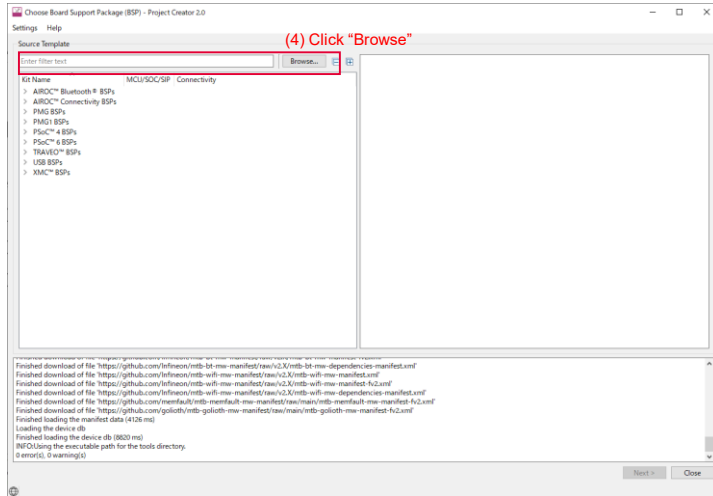 Choose Board Support Package (BSP) - Project Creator 2.0
Settings Help
Source Template
(4) Click “Browse”
Enter filter text
Browse...
Kit Name MCU/SOC/SIP Connectivity
AIROC™ Bluetooth® BSPs
AIROC™ Connectivity BSPs
PMG BSPs
PMG1 BSPs
PSoC™ 4 BSPs
PSoC™ 6 BSPs
TRAVEO™ BSPs
USB BSPs
XMC™ BSPs
Finished download of file 'https://github.com/Infineon/mtb-bt-mw-manifest/raw/v2.X/mtb-bt-mw-dependencies-manifest.xml'
Finished download of file 'https://github.com/Infineon/mtb-wifi-mw-manifest/raw/v2.X/mtb-wifi-mw-manifest.xml'
Finished download of file 'https://github.com/Infineon/mtb-wifi-mw-manifest/raw/v2.X/mtb-wifi-mw-manifest-fv2.xml'
Finished download of file 'https://github.com/Infineon/mtb-wifi-mw-manifest/raw/v2.X/mtb-wifi-mw-dependencies-manifest.xml'
Finished download of file 'https://github.com/memfault/mtb-memfault-mw-manifest/raw/main/mtb-memfault-mw-manifest-fv2.xml'
Finished download of file 'https://github.com/golioth/mtb-golioth-mw-manifest/raw/main/mtb-golioth-mw-manifest-fv2.xml'
Finished loading the manifest data (4126 ms)
Loading the device db
Finished loading the device db (8820 ms)
INFO:Using the executable path for the tools directory.
0 error(s), 0 warning(s)
Next > Close